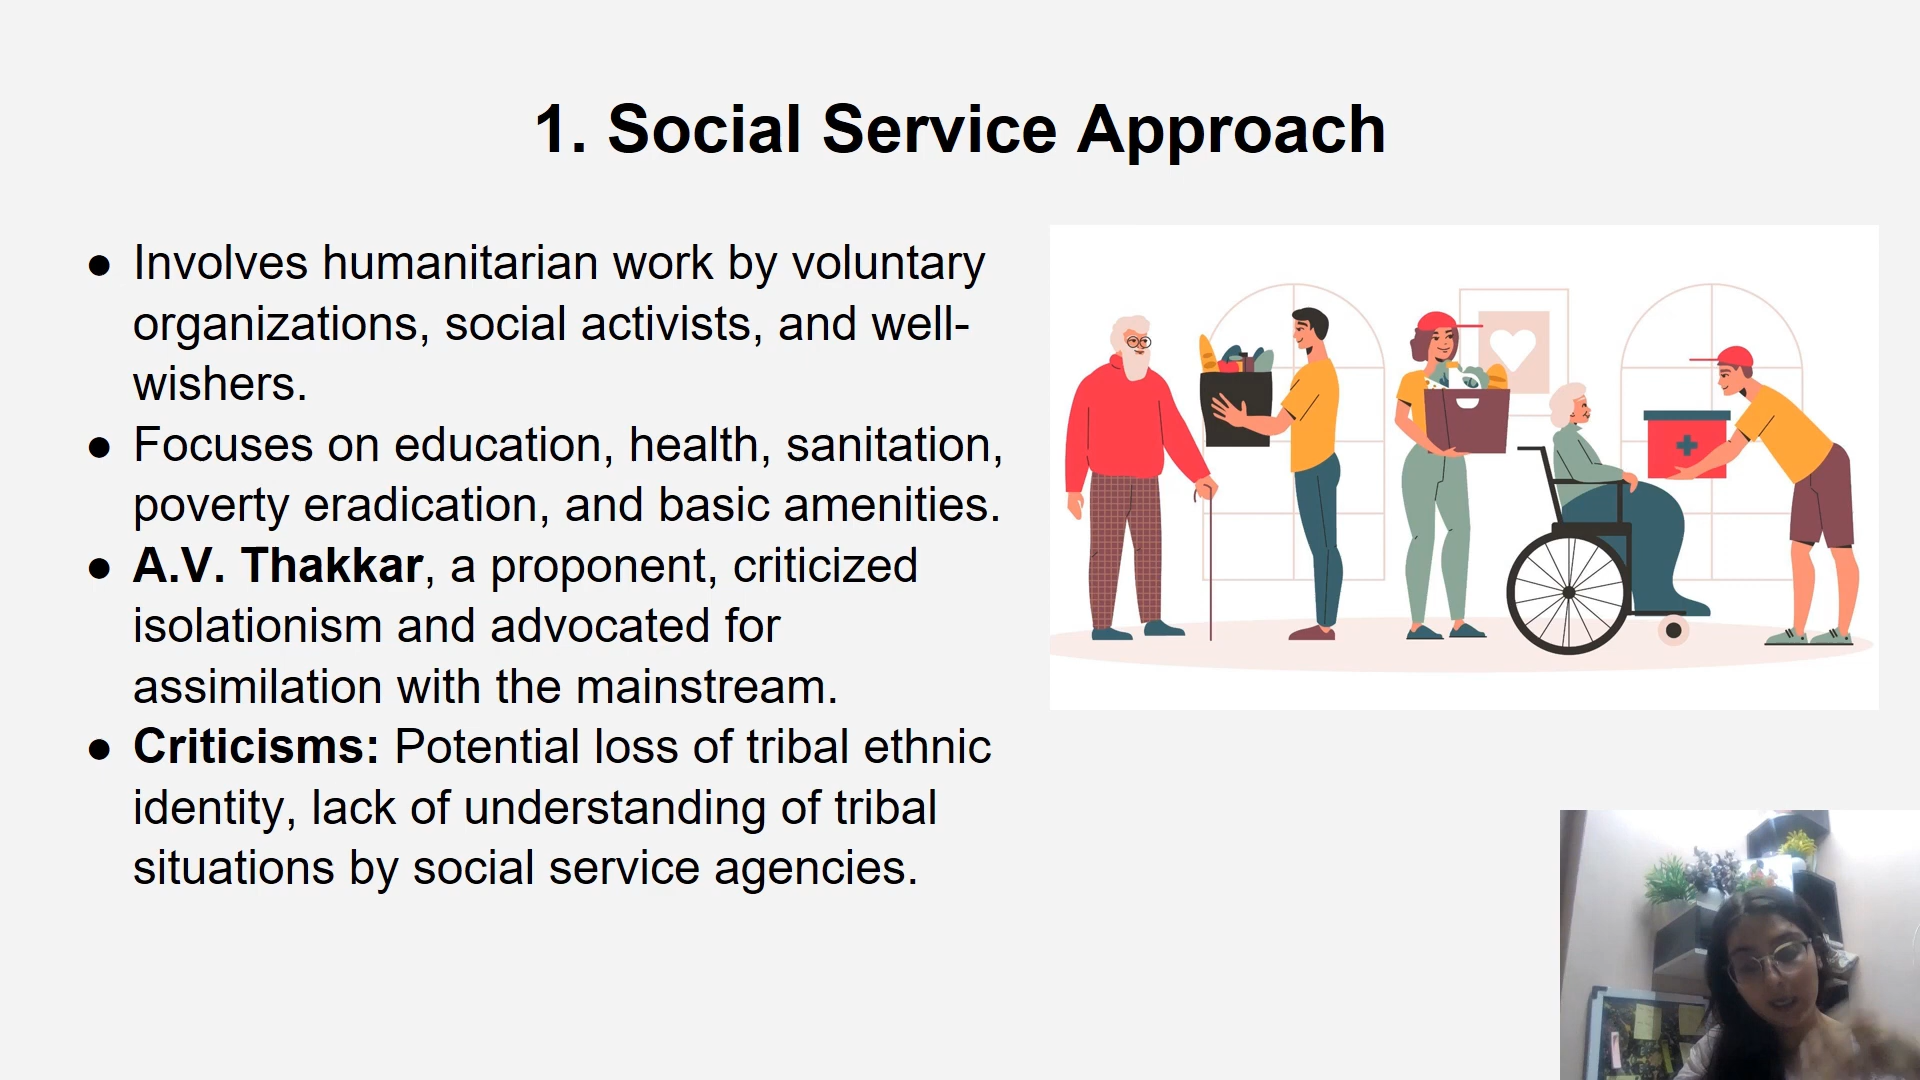 1. Social Service Approach
● Involves humanitarian work by voluntary
organizations, social activists, and well-
wishers.
● Focuses on education, health, sanitation,
poverty eradication, and basic amenities.
● A.V. Thakkar, a proponent, criticized
isolationism and advocated for
assimilation with the mainstream.
● Criticisms: Potential loss of tribal ethnic
identity, lack of understanding of tribal
situations by social service agencies.